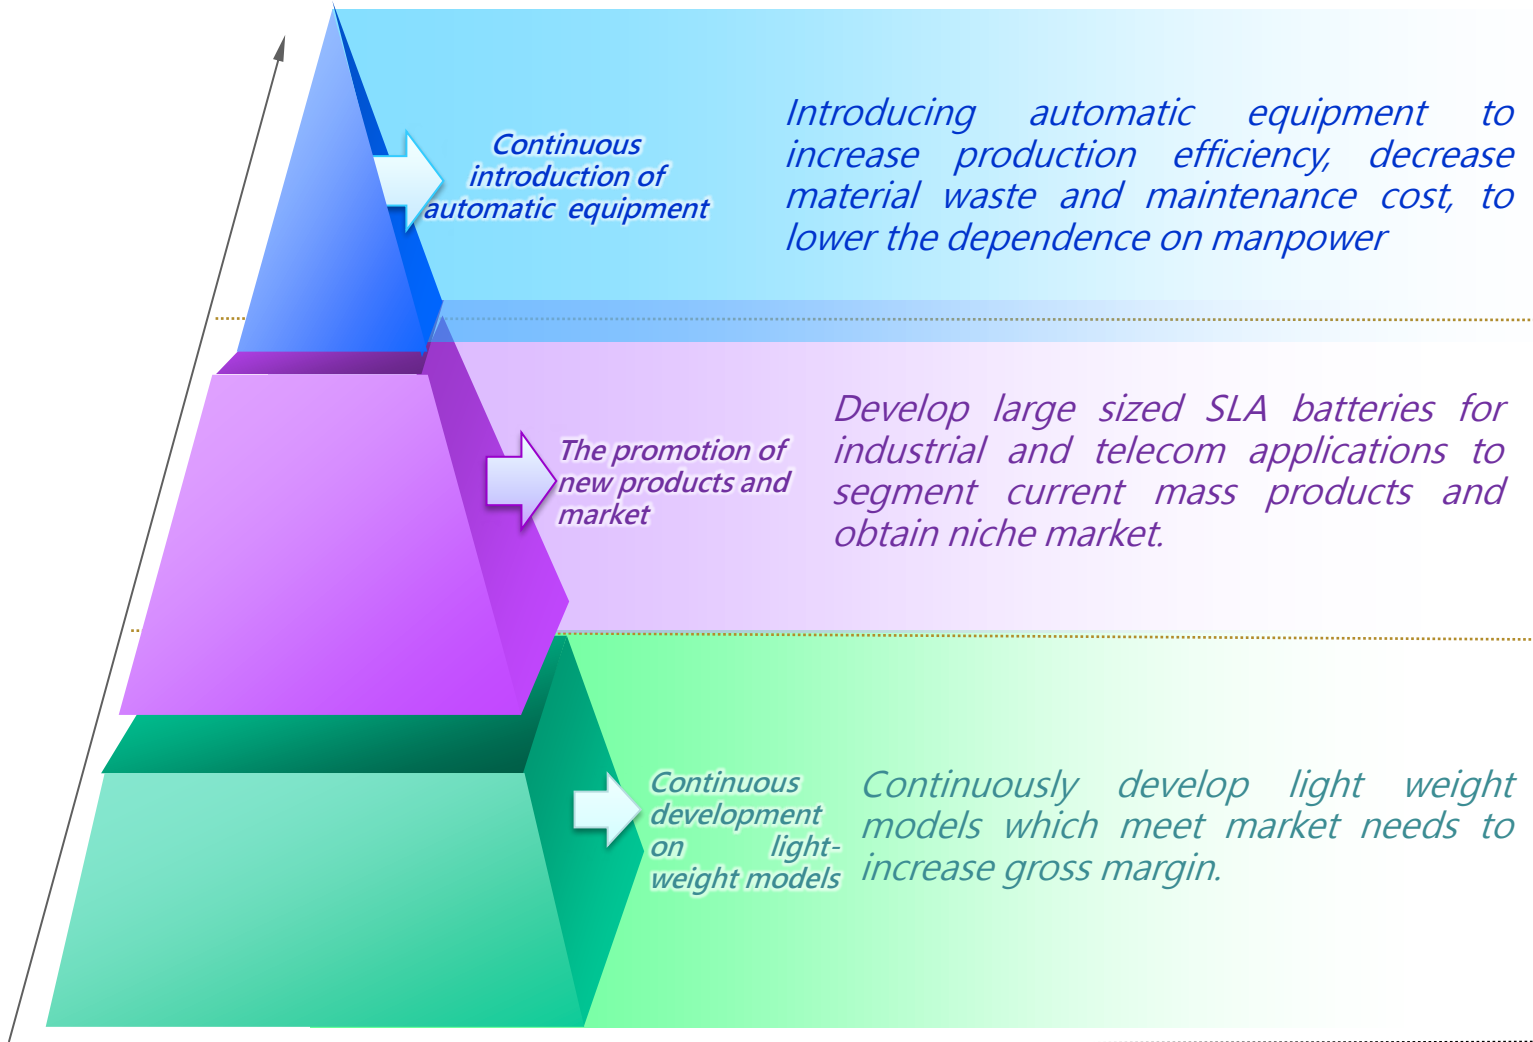 Continuous
introduction of
automatic equipment
Introducing automatic equipment to
increase production efficiency, decrease
material waste and maintenance cost, to
lower the dependence on manpower
The promotion of
new products and
market
Develop large sized SLA batteries for
industrial and telecom applications to
segment current mass products and
obtain niche market.
Continuous
development
on light-
weight models
Continuously develop light weight
models which meet market needs to
increase gross margin.